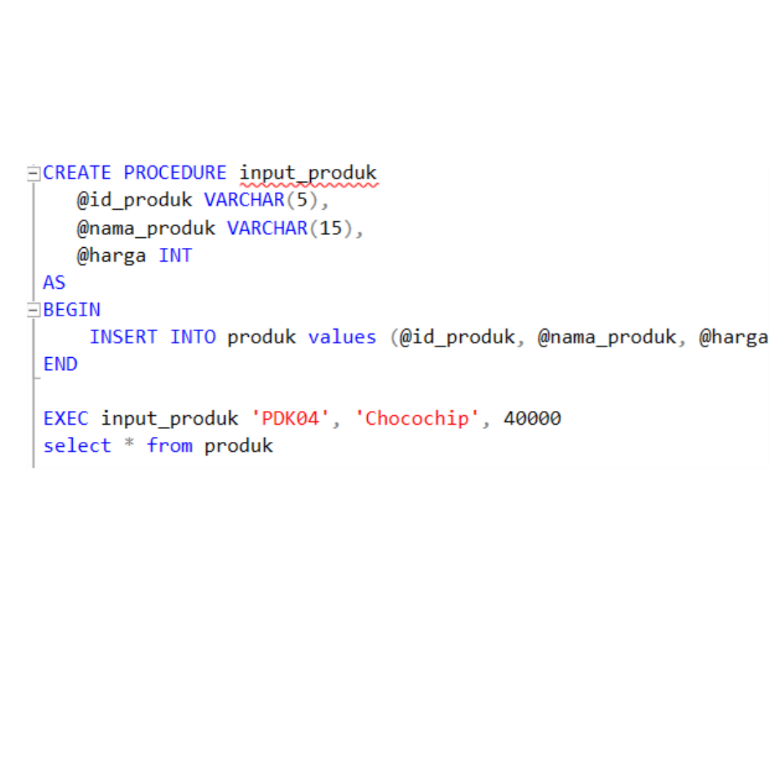 CREATE PROCEDURE input_produk
@id_produk VARCHAR(5),
@nama_produk VARCHAR(15),
@harga INT
AS
BEGIN
INSERT INTO produk values (@id_produk, @nama_produk, @harga
END
EXEC input_produk 'PDK04', 'Chocochip', 40000
select * from produk